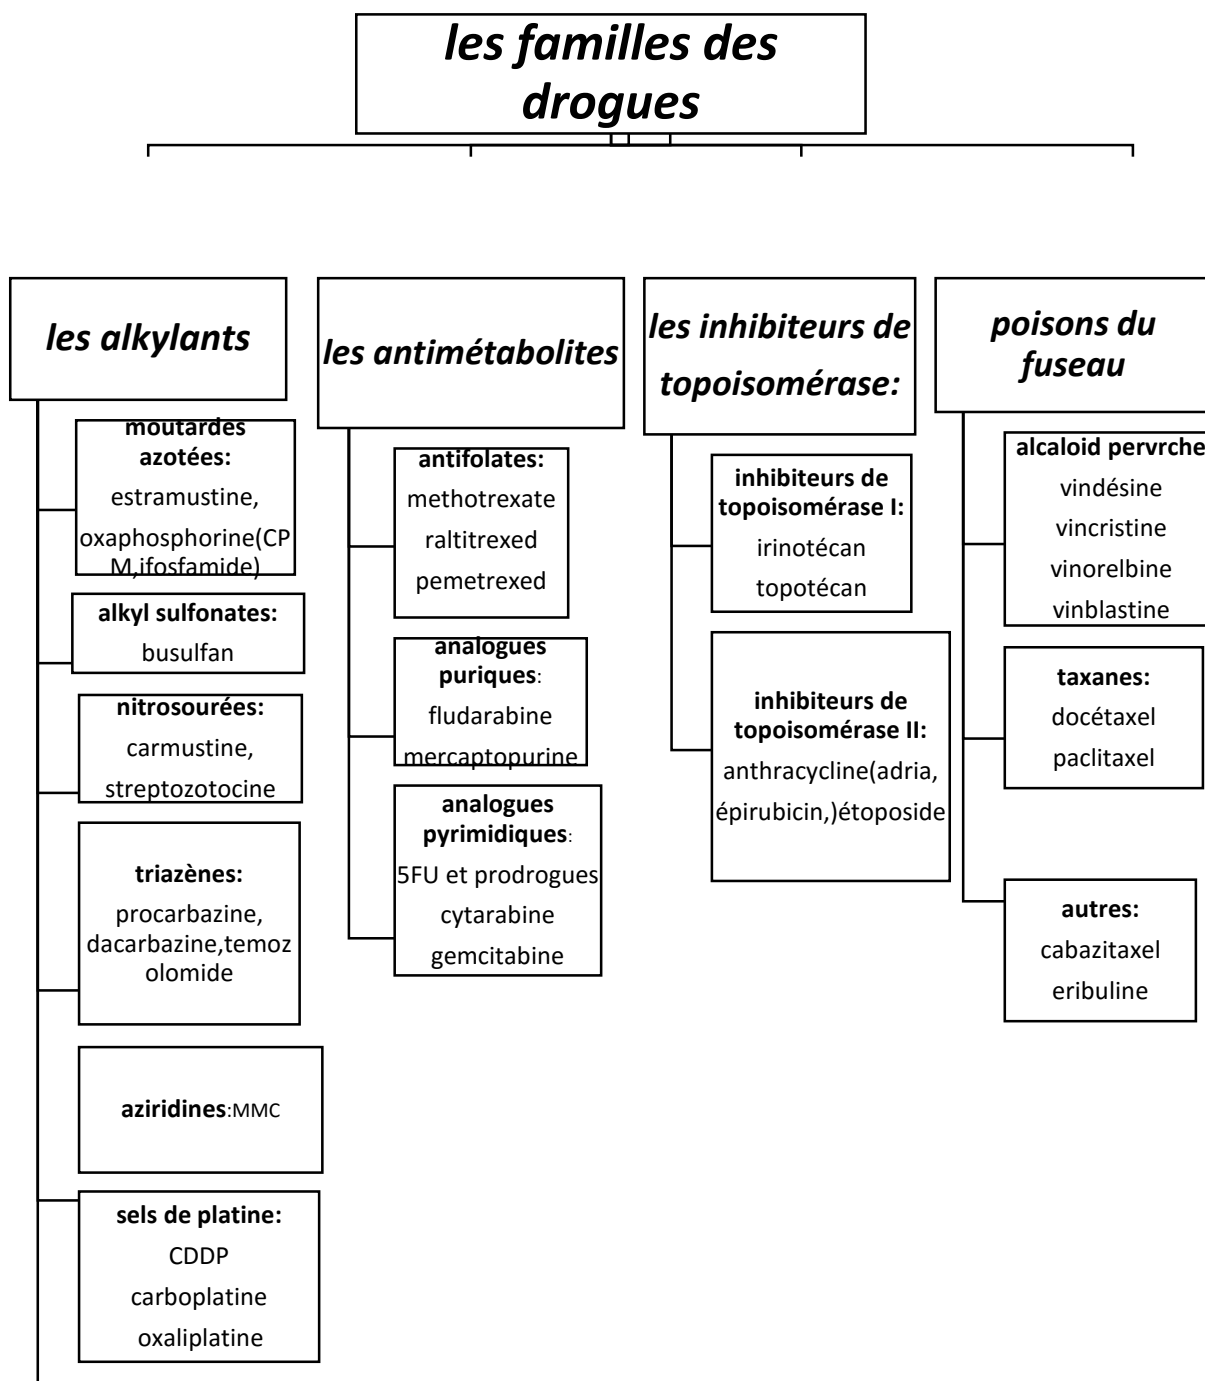 les familles des
drogues
les alkylants
moutardes
azotées:
estramustine,
oxaphosphorine(CP
M,ifosfamide)
alkyl sulfonates:
busulfan
nitrosourées:
carmustine,
streptozotocine
triazènes:
procarbazine,
dacarbazine,temoz
olomide
aziridines:MMC
sels de platine:
CDDP
carboplatine
oxaliplatine
les antimétabolites
antifolates:
methotrexate
raltitrexed
pemetrexed
analogues
puriques:
fludarabine
mercaptopurine
analogues
pyrimidiques:
5FU et prodrogues
cytarabine
gemcitabine
les inhibiteurs de
topoisomérase:
inhibiteurs de
topoisomérase I:
irinotécan
topotécan
inhibiteurs de
topoisomérase II:
anthracycline(adria,
épirubicin,)étoposide
poisons du
fuseau
alcaloid pervrche
vindésine
vincristine
vinorelbine
vinblastine
taxanes:
docétaxel
paclitaxel
autres:
cabazitaxel
eribuline